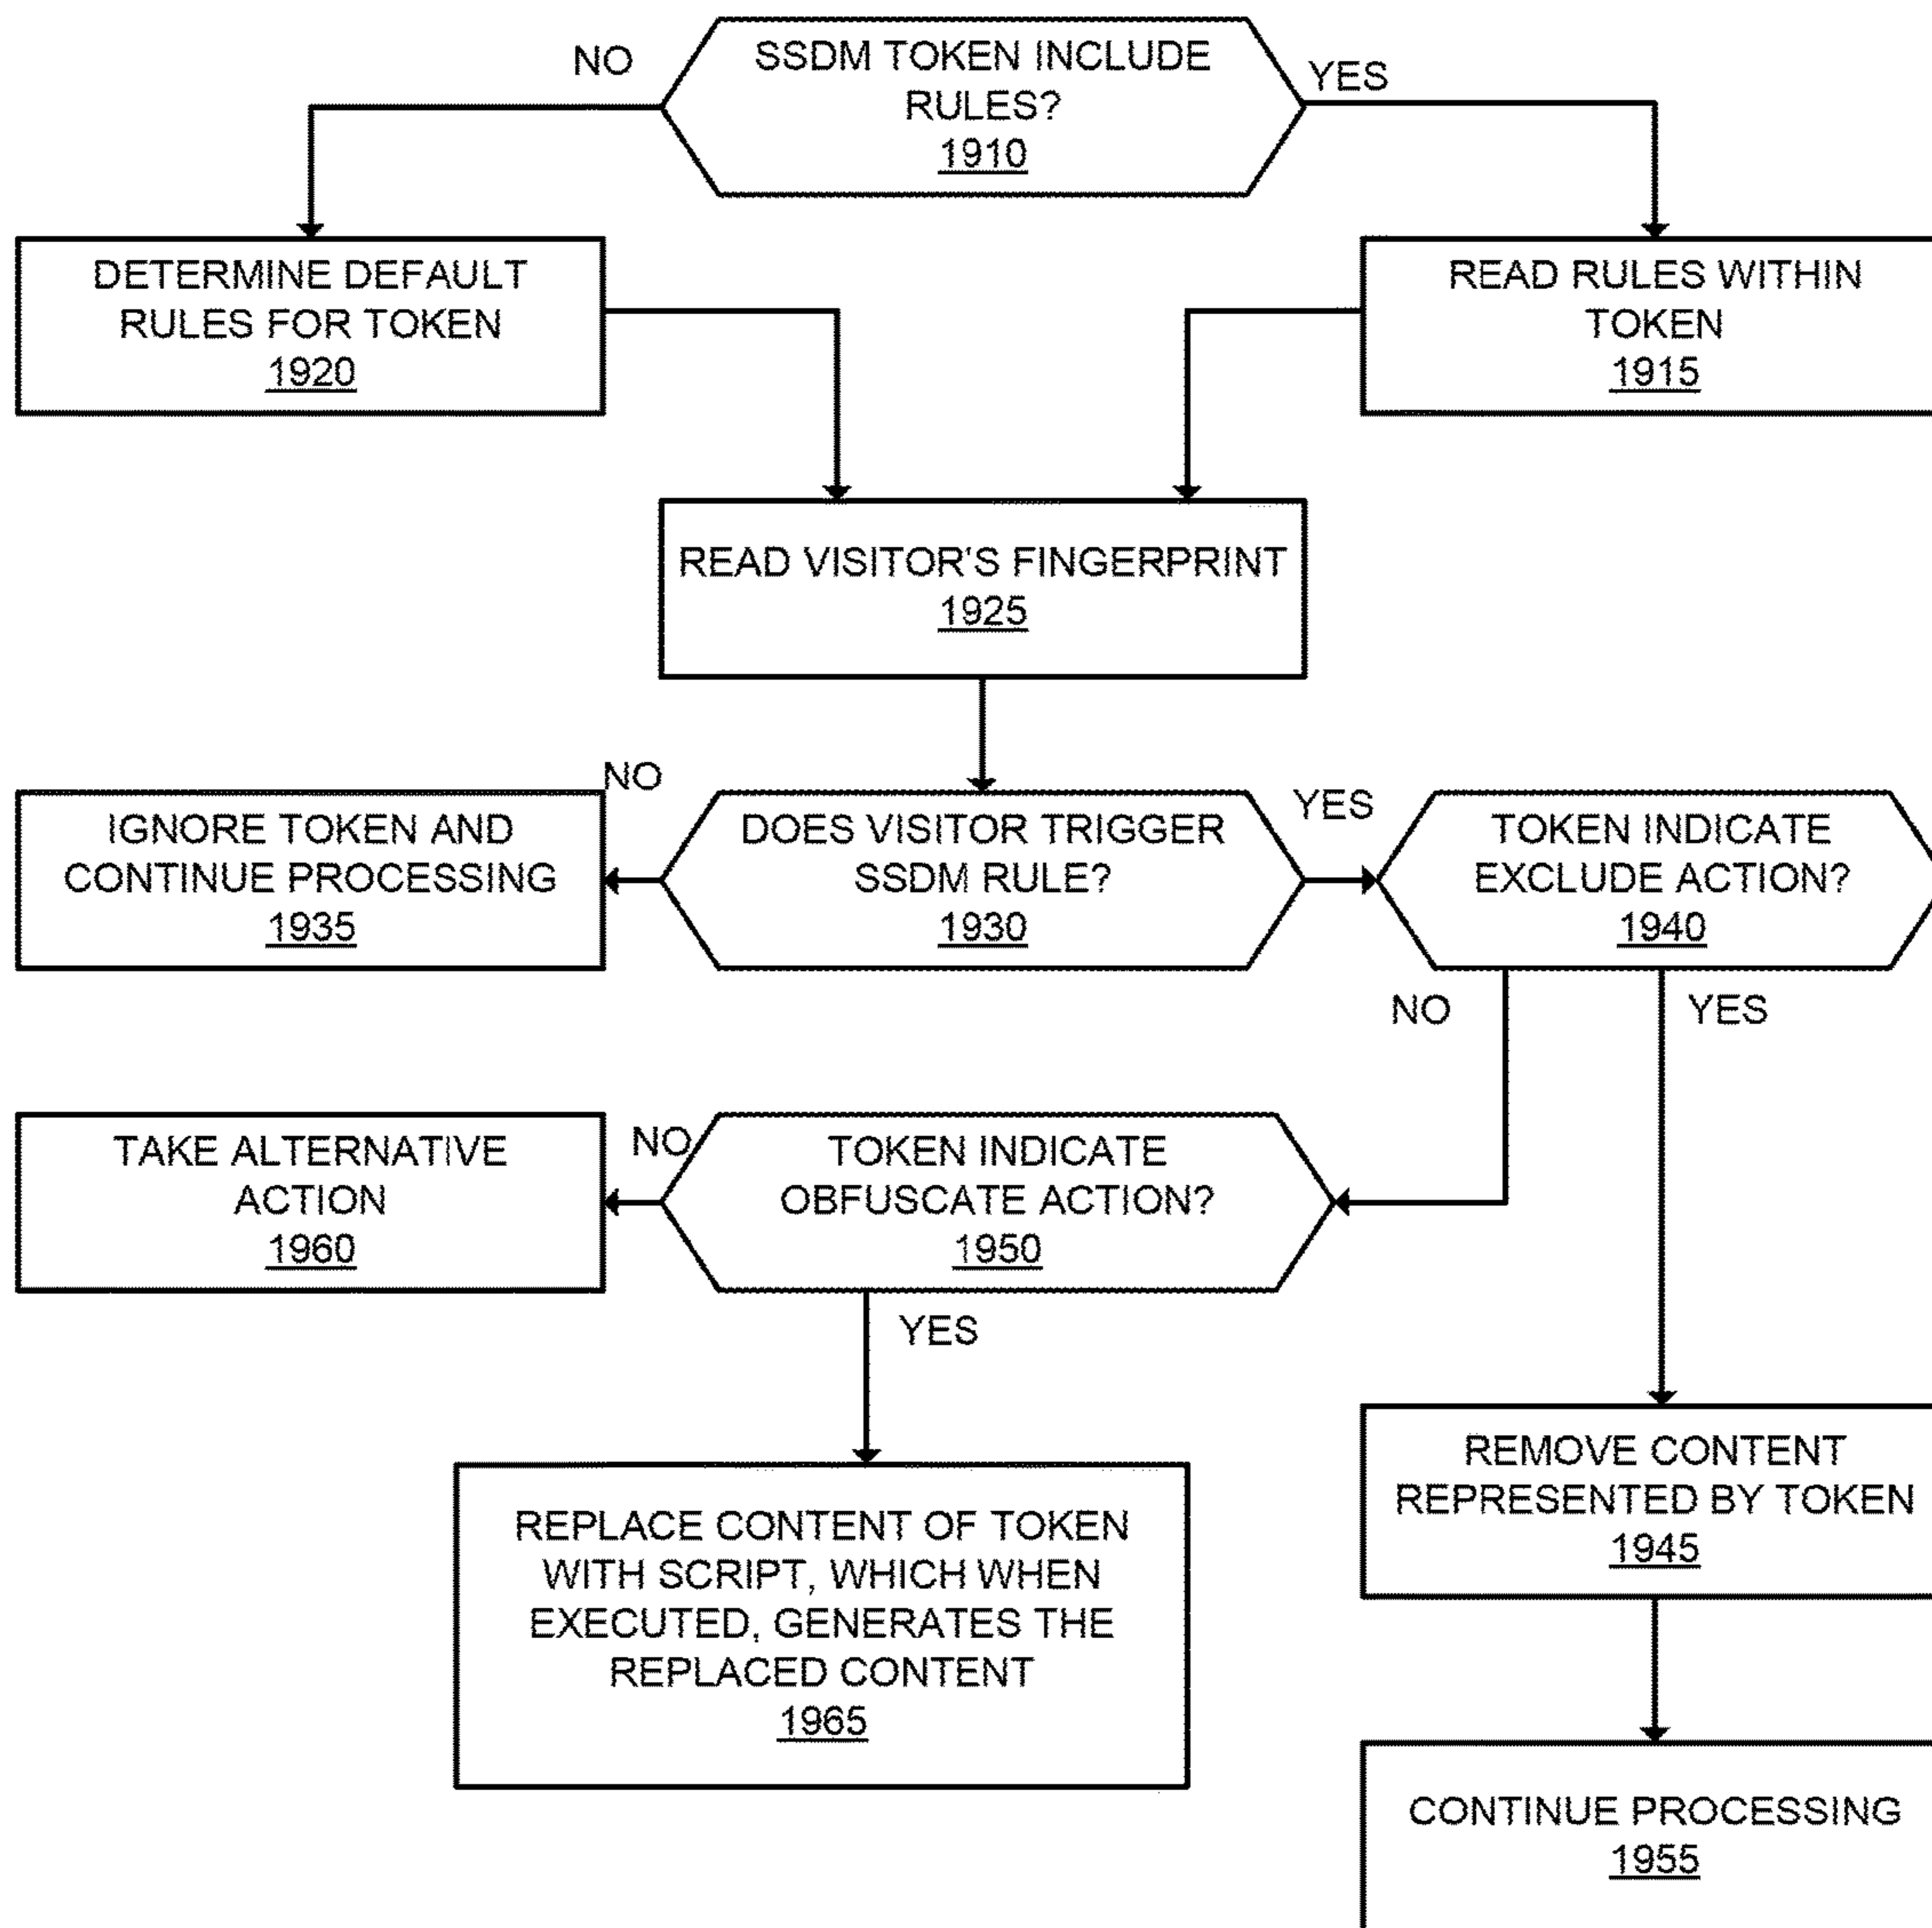 NO
SSDM TOKEN INCLUDE
RULES?
1910
YES
DETERMINE DEFAULT
RULES FOR TOKEN
1920
READ RULES WITHIN
TOKEN
1915
READ VISITOR'S FINGERPRINT
1925
NO
IGNORE TOKEN AND
CONTINUE PROCESSING
1935
DOES VISITOR TRIGGER
SSDM RULE?
1930
YES
TOKEN INDICATE
EXCLUDE ACTION?
1940
NO
YES
TAKE ALTERNATIVE
ACTION
1960
NO
TOKEN INDICATE
OBFUSCATE ACTION?
1950
YES
REPLACE CONTENT OF TOKEN
WITH SCRIPT, WHICH WHEN
EXECUTED, GENERATES THE
REPLACED CONTENT
1965
REMOVE CONTENT
REPRESENTED BY TOKEN
1945
CONTINUE PROCESSING
1955